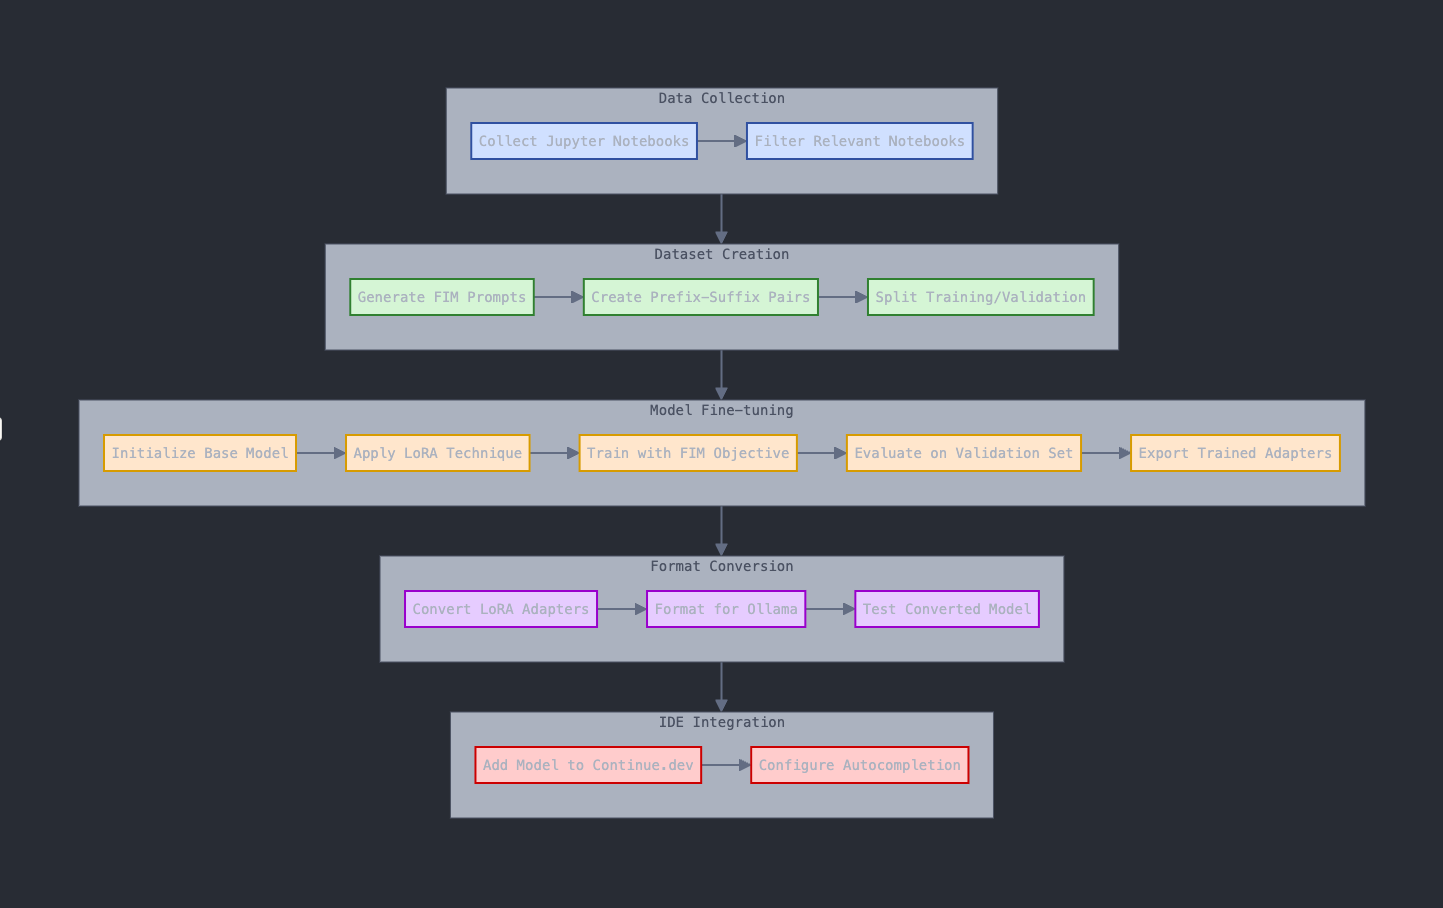 Data Collection
Collect Jupyter Notebooks
Filter Relevant Notebooks
Dataset Creation
Generate FIM Prompts
Create Prefix-Suffix Pairs
Split Training/Validation
Model Fine-tuning
Initialize Base Model
Apply LoRA Technique
Train with FIM Objective
Evaluate on Validation Set
Export Trained Adapters
Format Conversion
Convert LoRA Adapters
Format for Ollama
Test Converted Model
IDE Integration
Add Model to Continue.dev
Configure Autocompletion